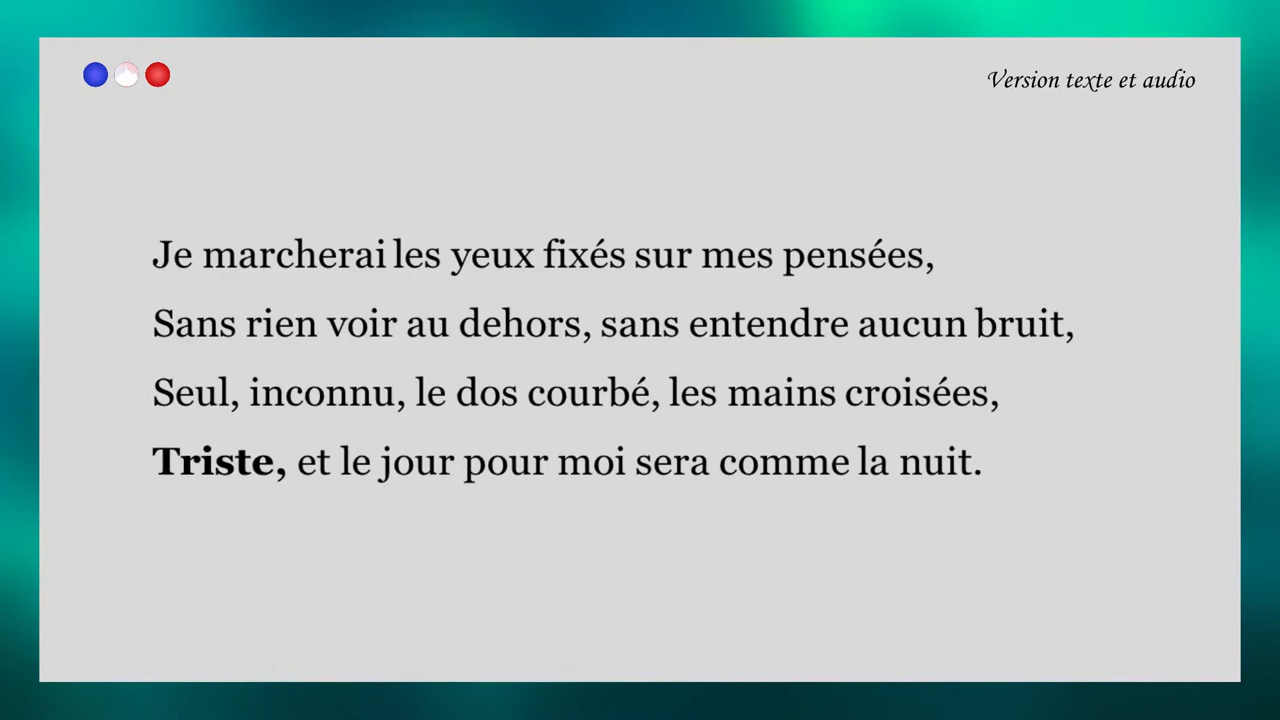 Version texte et audio
Je marcherai les yeux fixés sur mes pensées,
Sans rien voir au dehors, sans entendre aucun bruit,
Seul, inconnu, le dos courbé, les mains croisées,
Triste, et le jour pour moi sera comme la nuit.